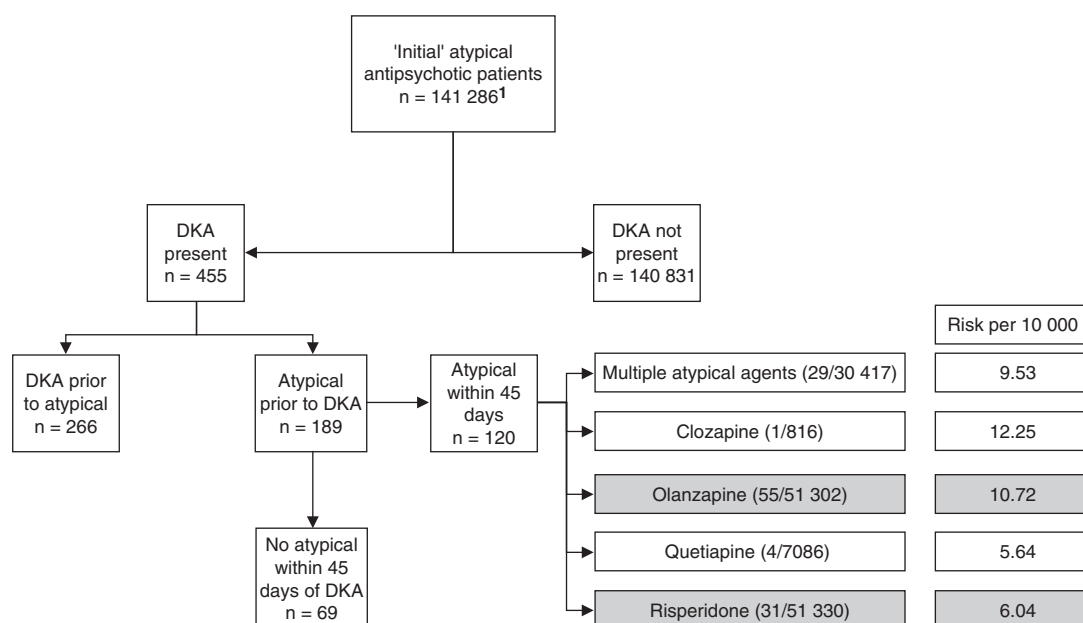 'Initial' atypical
antipsychotic patients
n = 141 286¹
DKA
present
n = 455
DKA not
present
n = 140 831
DKA prior
to atypical
n = 266
Atypical
prior to DKA
n = 189
Atypical
within 45
days
n = 120
No atypical
within 45
days of DKA
n = 69
Risk per 10 000
Multiple atypical agents (29/30 417)
9.53
Clozapine (1/816)
12.25
Olanzapine (55/51 302)
10.72
Quetiapine (4/7086)
5.64
Risperidone (31/51 330)
6.04